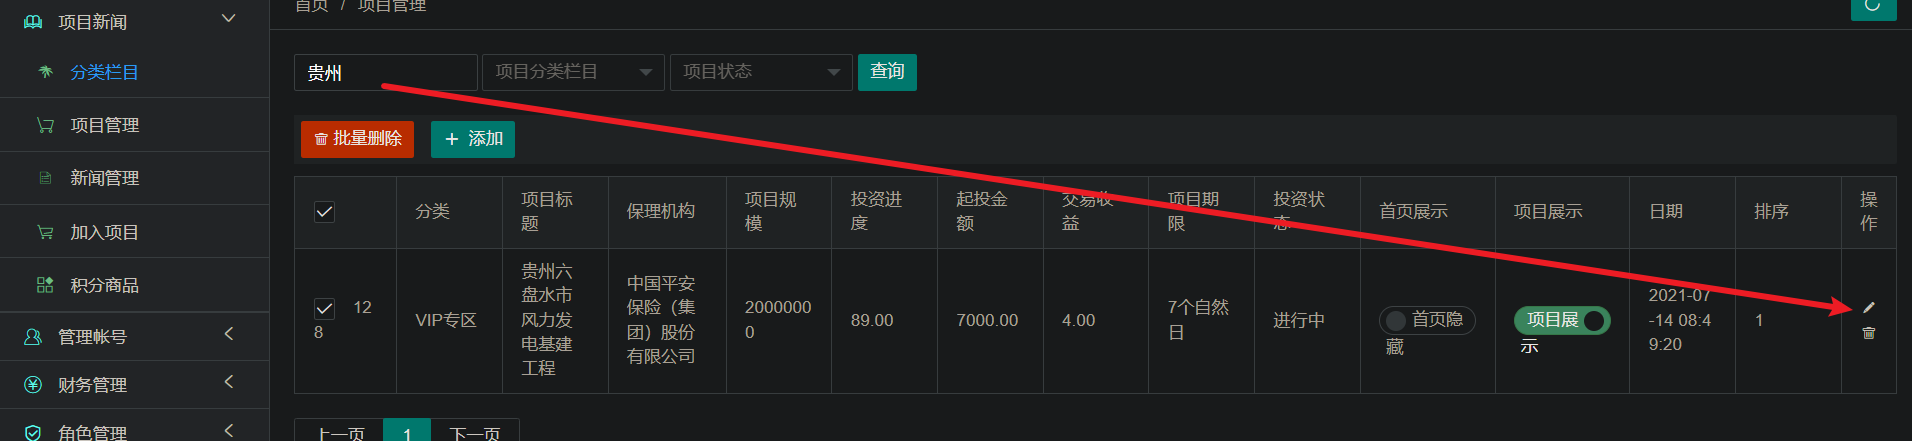 首页 / 项目管理
项目新闻
分类栏目
项目管理
新闻管理
加入项目
积分商品
管理帐号
财务管理
角色管理
贵州 项目分类栏目 项目状态 查询
批量删除 添加
分类
项目标
题
保理机构
项目规
模
投资进
度
起投金
额
交易收
益
项目期
限
投资状
态
首页展示
项目展示
日期
排序
操
作
12
8
VIP专区
贵州六
盘水市
风力发
电基建
工程
中国平安
保险（集
团）股份
有限公司
2000000
0
89.00
7000.00
4.00
7个自然
日
进行中
首页隐
藏
项目展
示
2021-07
-14 08:4
9:20
1
上一页 1 下一页